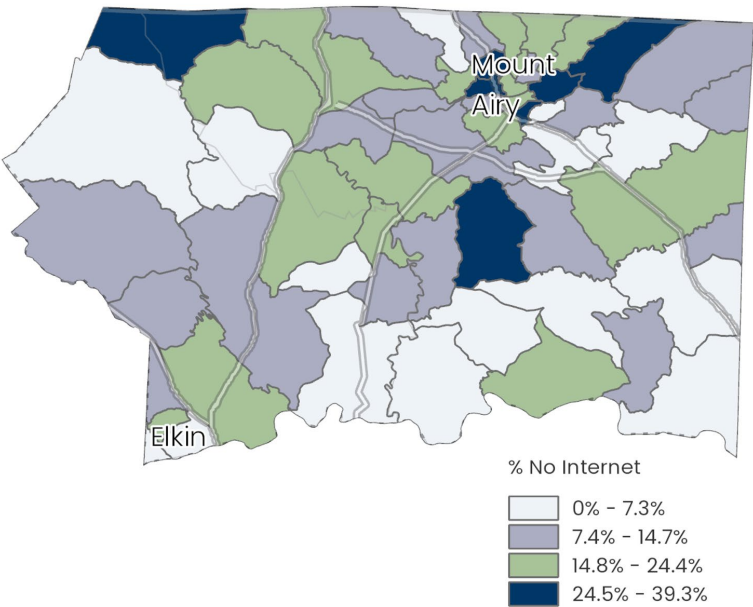 Mount
Airy
Elkin
% No Internet
0% - 7.3%
7.4% - 14.7%
14.8% - 24.4%
24.5% - 39.3%